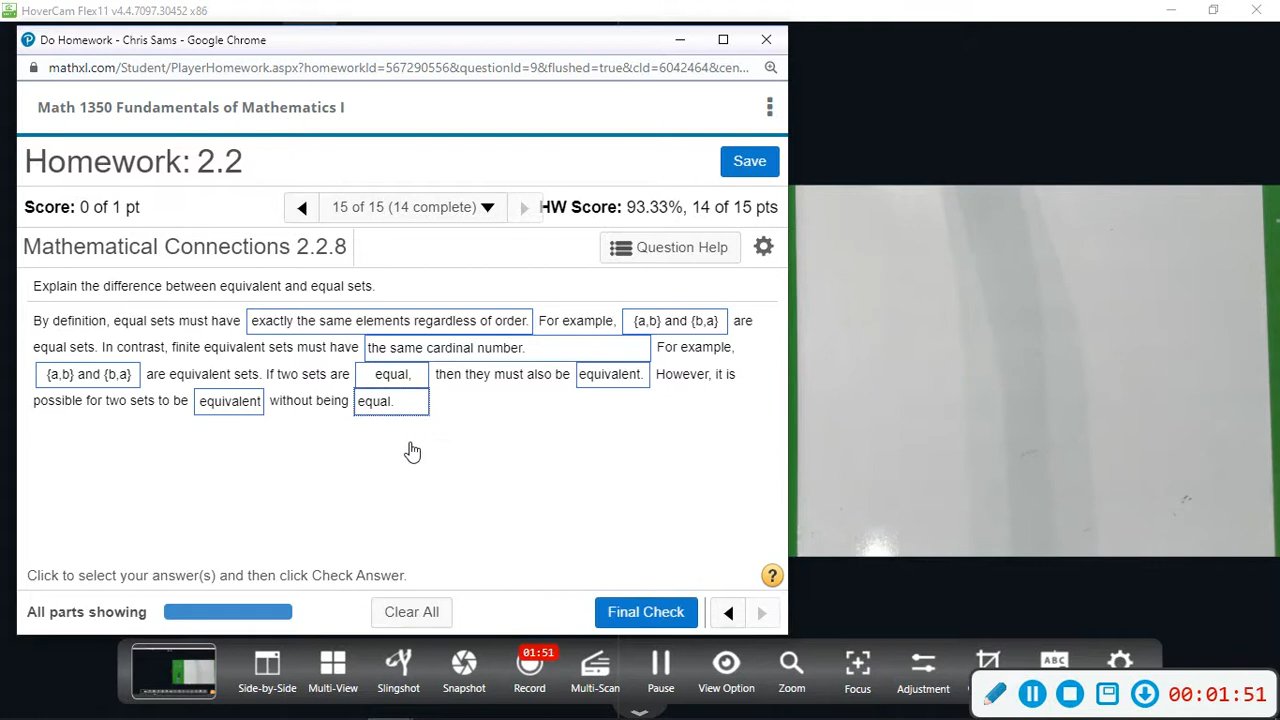 HoverCam Flex11 v4.4.7097.30452 x86
Do Homework - Chris Sams - Google Chrome
mathxl.com/Student/PlayerHomework.aspx?homeworkId=567290556&questionId=9&flushed=true&cId=6042464&cen...
Math 1350 Fundamentals of Mathematics I
Homework: 2.2
Save
Score: 0 of 1 pt
15 of 15 (14 complete)
HW Score: 93.33%, 14 of 15 pts
Mathematical Connections 2.2.8
Question Help
Explain the difference between equivalent and equal sets.
By definition, equal sets must have exactly the same elements regardless of order. For example, {a,b} and {b,a} are
equal sets. In contrast, finite equivalent sets must have the same cardinal number. For example,
{a,b} and {b,a} are equivalent sets. If two sets are equal, then they must also be equivalent. However, it is
possible for two sets to be equivalent without being equal.
Click to select your answer(s) and then click Check Answer.
?
All parts showing
Clear All
Final Check
01:51
ABC
Side-by-Side
Multi-View
Slingshot
Snapshot
Record
Multi-Scan
Pause
View Option
Zoom
Focus
Adjustment
00:01:51